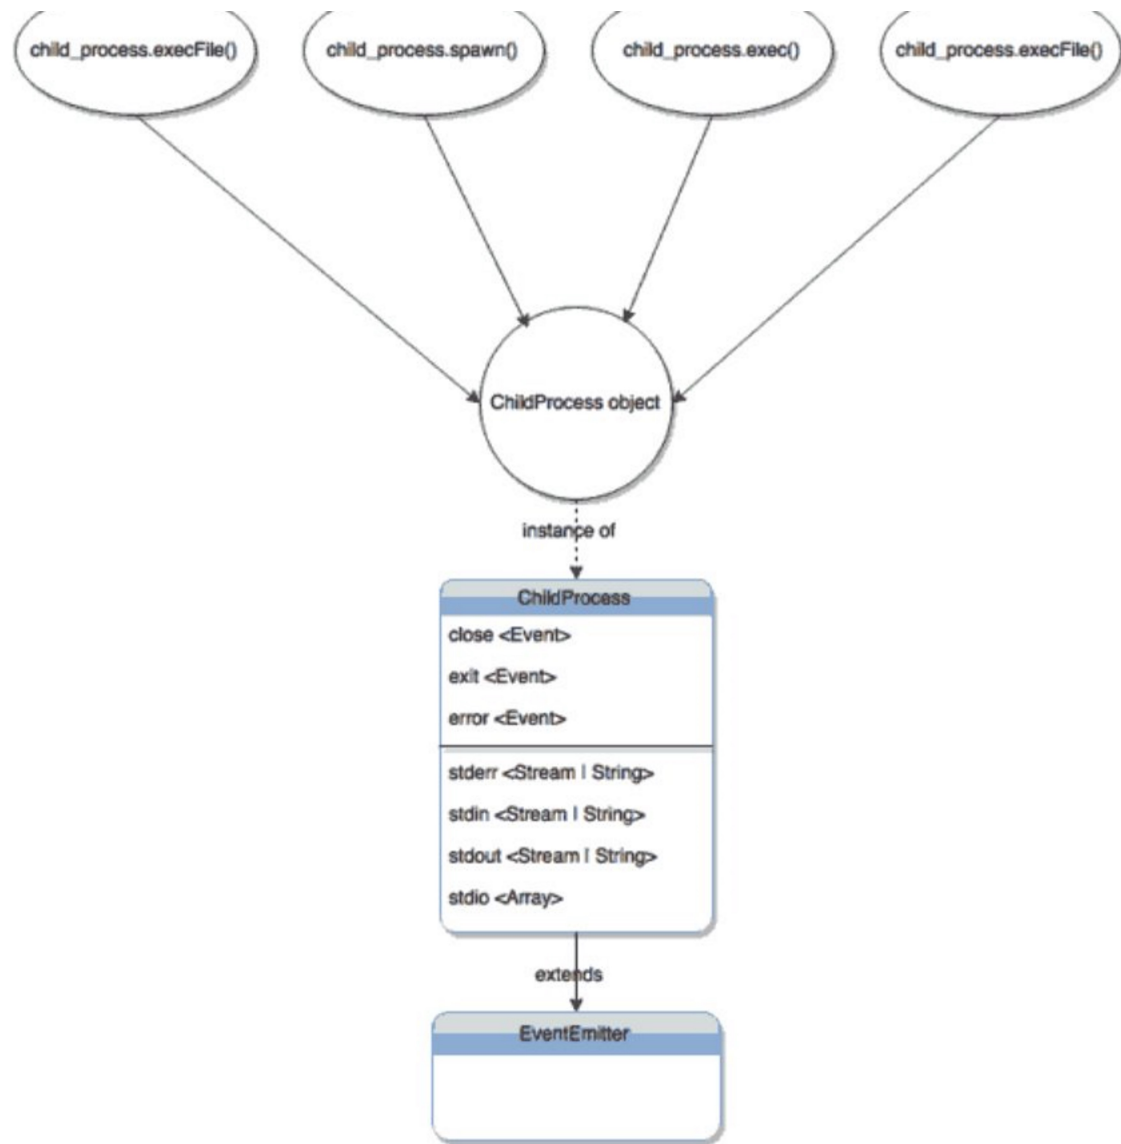 child_process.execFile()
child_process.spawn()
child_process.exec()
child_process.execFile()
ChildProcess object
instance of
ChildProcess
close <Event>
exit <Event>
error <Event>
stderr <Stream | String>
stdin <Stream | String>
stdout <Stream | String>
stdio <Array>
extends
EventEmitter